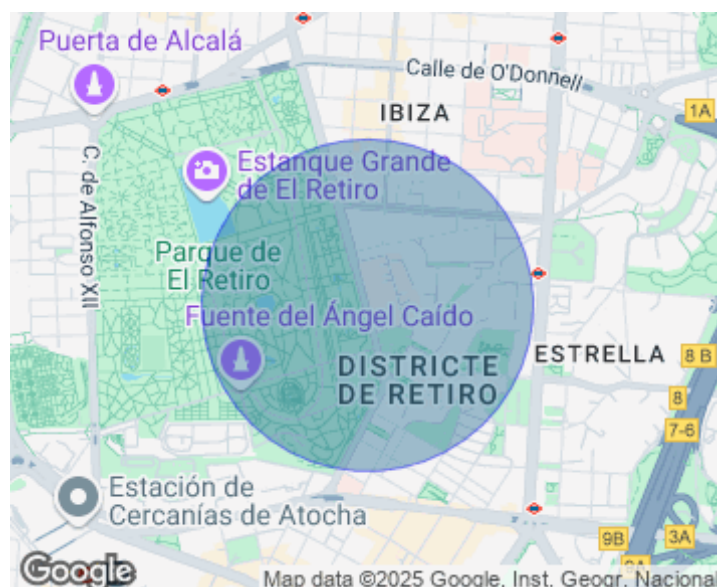 Puerta de Alcalá
Calle de O'Donnell
IBIZA
1A
C. de Alfonso XII
Estanque Grande
de El Retiro
Parque de
El Retiro
Fuente del Ángel Caído
DISTRICTE
DE RETIRO
ESTRELLA
8 B
8
7-6
Estación de
Cercanías de Atocha
9B
3A
Google
Map data ©2025 Google, Inst. Geogr. Nacional